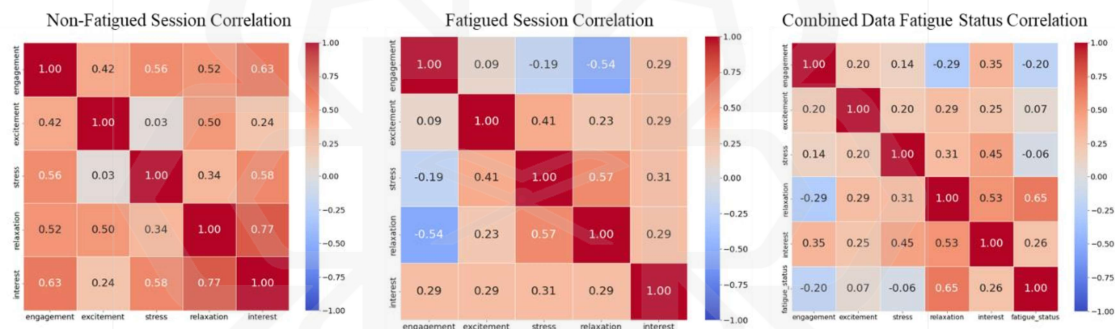 Non-Fatigued Session Correlation
engagement 1.00 0.42 0.56 0.52 0.63
excitement 0.42 1.00 0.03 0.50 0.24
stress 0.56 0.03 1.00 0.34 0.58
relaxation 0.52 0.50 0.34 1.00 0.77
interest 0.63 0.24 0.58 0.77 1.00
engagement excitement stress relaxation interest
1.00
0.75
0.50
0.25
0.00
−0.25
−0.50
−0.75
−1.00
Fatigued Session Correlation
engagement 1.00 0.09 -0.19 -0.54 0.29
excitement 0.09 1.00 0.41 0.23 0.29
stress -0.19 0.41 1.00 0.57 0.31
relaxation -0.54 0.23 0.57 1.00 0.29
interest 0.29 0.29 0.31 0.29 1.00
engagement excitement stress relaxation interest
1.00
0.75
0.50
0.25
0.00
−0.25
−0.50
−0.75
−1.00
Combined Data Fatigue Status Correlation
engagement 1.00 0.20 0.14 -0.29 0.35 -0.20
excitement 0.20 1.00 0.20 0.29 0.25 0.07
stress 0.14 0.20 1.00 0.31 0.45 -0.06
relaxation -0.29 0.29 0.31 1.00 0.53 0.65
interest 0.35 0.25 0.45 0.53 1.00 0.26
fatigue_status -0.20 0.07 -0.06 0.65 0.26 1.00
engagement excitement stress relaxation interest fatigue_status
1.00
0.75
0.50
0.25
0.00
−0.25
−0.50
−0.75
−1.00